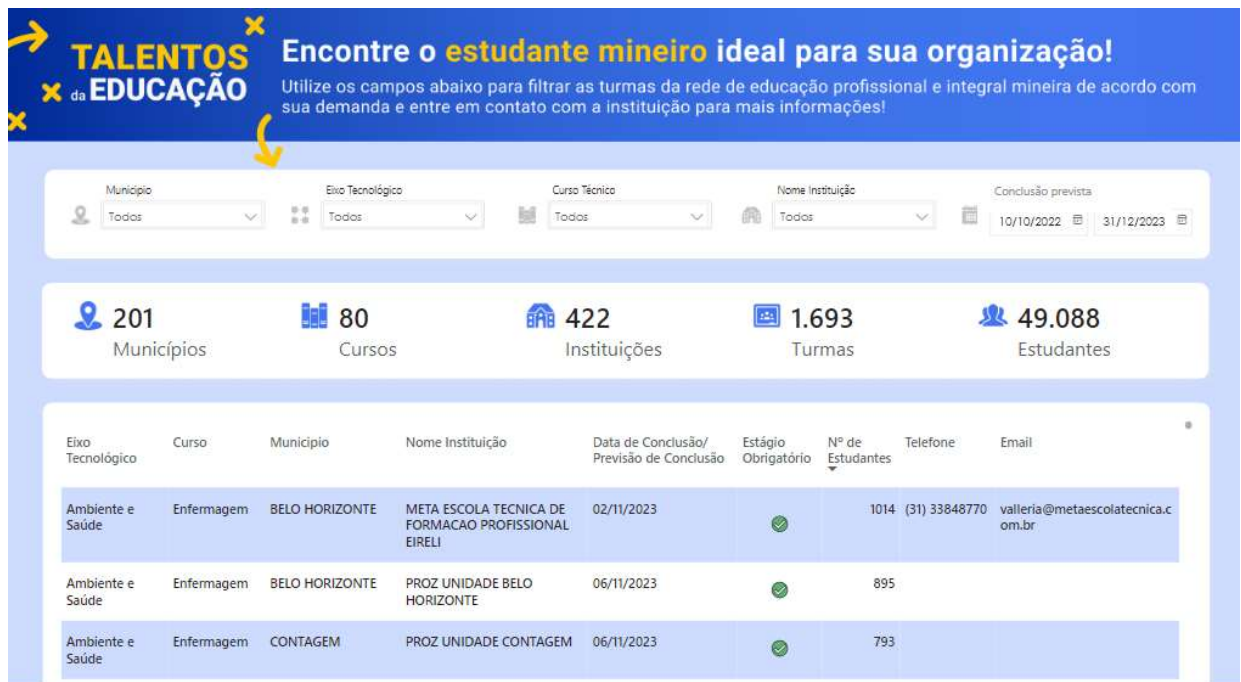 TALENTOS
da EDUCAÇÃO
Encontre o estudante mineiro ideal para sua organização!
Utilize os campos abaixo para filtrar as turmas da rede de educação profissional e integral mineira de acordo com
sua demanda e entre em contato com a instituição para mais informações!
Municipio
Eixo Tecnológico
Curso Técnico
Nome Instituição
Conclusão prevista
Todos
Todos
Todos
Todos
10/10/2022
31/12/2023
201
Municípios
80
Cursos
422
Instituições
1.693
Turmas
49.088
Estudantes
Eixo
Tecnológico
Curso
Municipio
Nome Instituição
Data de Conclusão/
Previsão de Conclusão
Estágio
Obrigatório
Nº de
Estudantes
Telefone
Email
Ambiente e
Saúde
Enfermagem
BELO HORIZONTE
META ESCOLA TECNICA DE
FORMACAO PROFISSIONAL
EIRELI
02/11/2023
1014
(31) 33848770
valleria@metaescolatecnica.c
om.br
Ambiente e
Saúde
Enfermagem
BELO HORIZONTE
PROZ UNIDADE BELO
HORIZONTE
06/11/2023
895
Ambiente e
Saúde
Enfermagem
CONTAGEM
PROZ UNIDADE CONTAGEM
06/11/2023
793